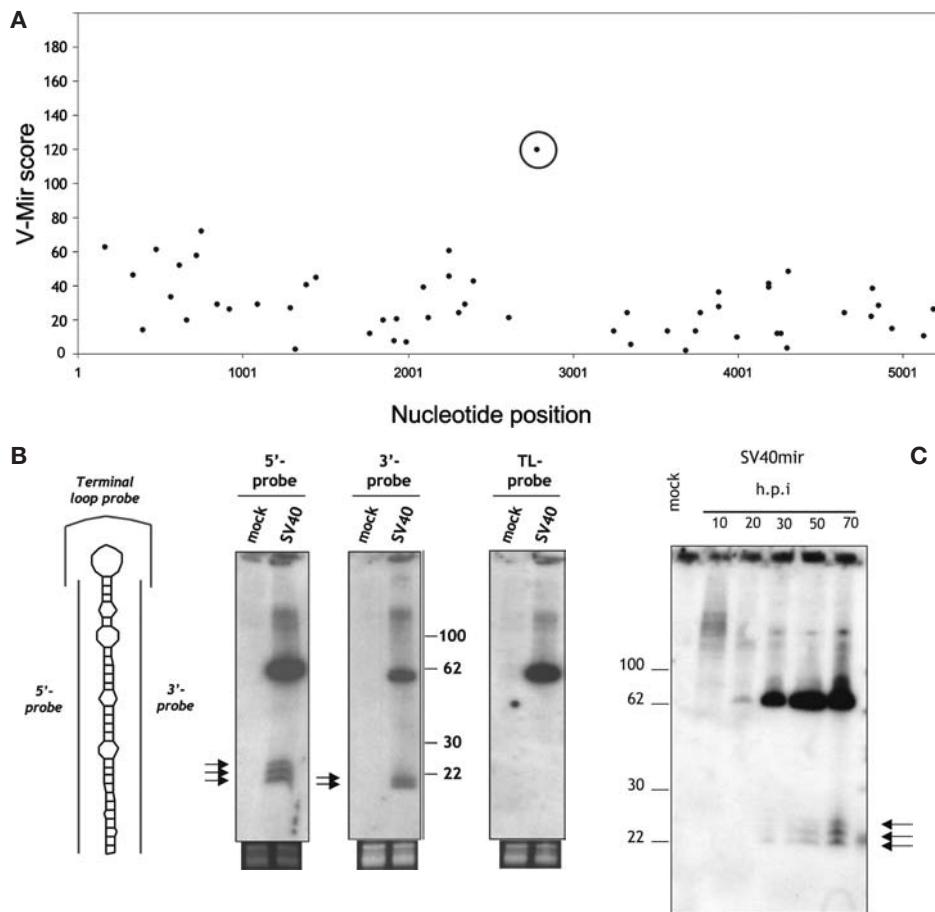 A
V-Mir score
180
160
140
120
100
80
60
40
20
0
1 1001 2001 3001 4001 5001
Nucleotide position
B
Terminal
loop probe
5'-
probe
3'-
probe
5'-
probe
mock SV40
3'-
probe
mock SV40
100
62
30
22
TL-
probe
mock SV40
C
SV40mir
h.p.i
mock 10 20 30 50 70
100
62
30
22